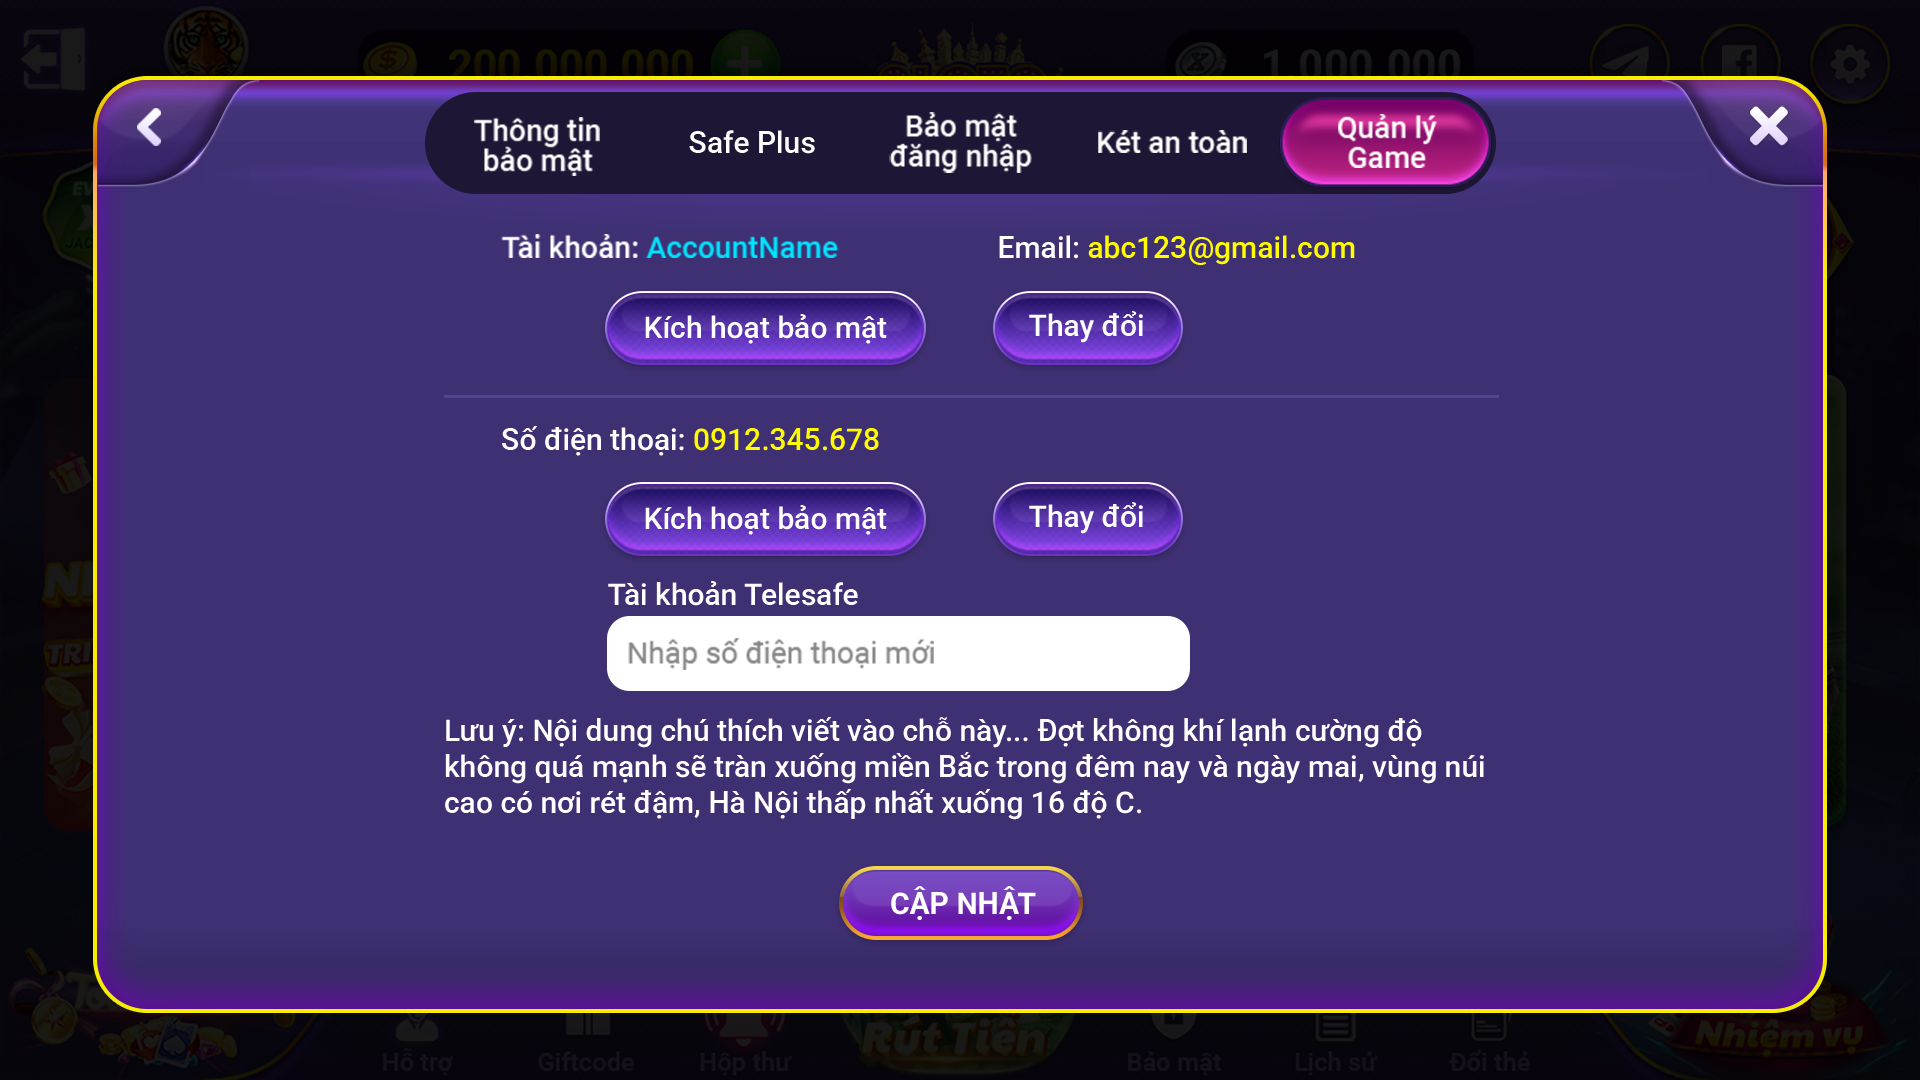 200.000.000
1.000.000
Thông tin
bảo mật
Safe Plus
Bảo mật
đăng nhập
Két an toàn
Quản lý
Game
Tài khoản: AccountName
Email: abc123@gmail.com
Kích hoạt bảo mật
Thay đổi
Số điện thoại: 0912.345.678
Kích hoạt bảo mật
Thay đổi
Tài khoản Telesafe
Nhập số điện thoại mới
Lưu ý: Nội dung chú thích viết vào chỗ này... Đợt không khí lạnh cường độ
không quá mạnh sẽ tràn xuống miền Bắc trong đêm nay và ngày mai, vùng núi
cao có nơi rét đậm, Hà Nội thấp nhất xuống 16 độ C.
CẬP NHẬT
Hỗ trợ
Giftcode
Hộp thư
Rút Tiền
Bảo mật
Lịch sử
Đổi thẻ
Nhiệm vụ